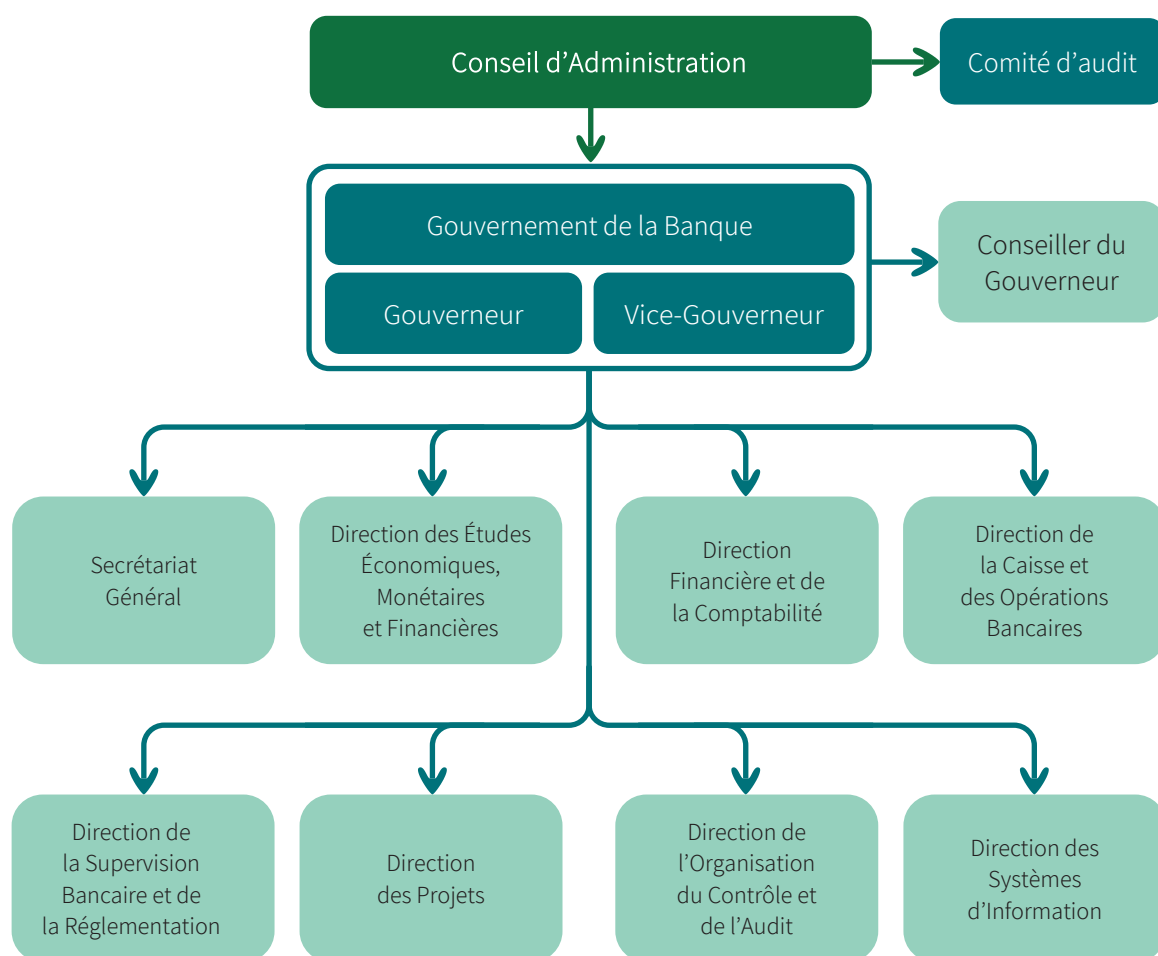 Conseil d’Administration
Comité d’audit
Gouvernement de la Banque
Gouverneur
Vice-Gouverneur
Conseiller du
Gouverneur
Secrétariat
Général
Direction des Études
Économiques,
Monétaires
et Financières
Direction
Financière et de
la Comptabilité
Direction de
la Caisse et
des Opérations
Bancaires
Direction de
la Supervision
Bancaire et de
la Réglementation
Direction
des Projets
Direction de
l’Organisation
du Contrôle et
de l’Audit
Direction des
Systèmes
d’Information